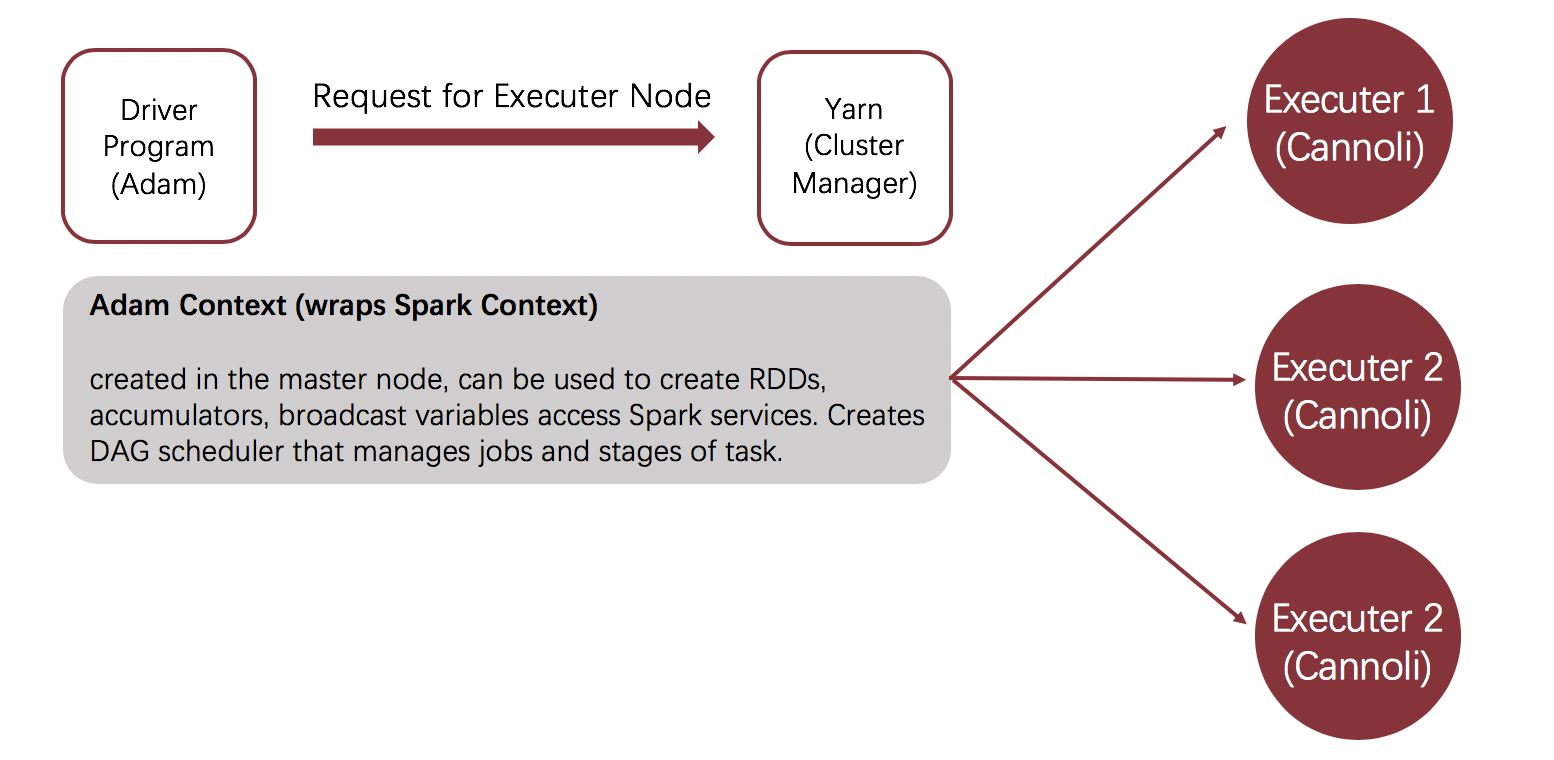 Driver
Program
(Adam)
Request for Executer Node
Yarn
(Cluster
Manager)
Adam Context (wraps Spark Context)
created in the master node, can be used to create RDDs,
accumulators, broadcast variables access Spark services. Creates
DAG scheduler that manages jobs and stages of task.
Executer 1
(Cannoli)
Executer 2
(Cannoli)
Executer 2
(Cannoli)